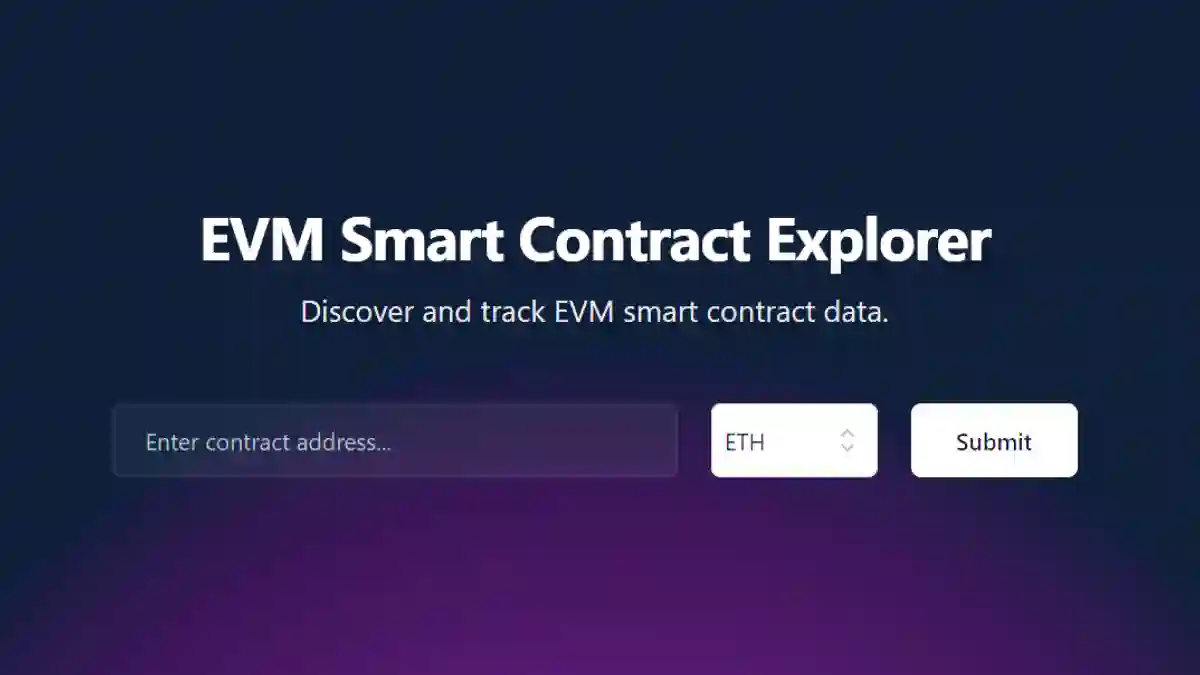 EVM Smart Contract Explorer
Discover and track EVM smart contract data.
Enter contract address...
ETH
Submit